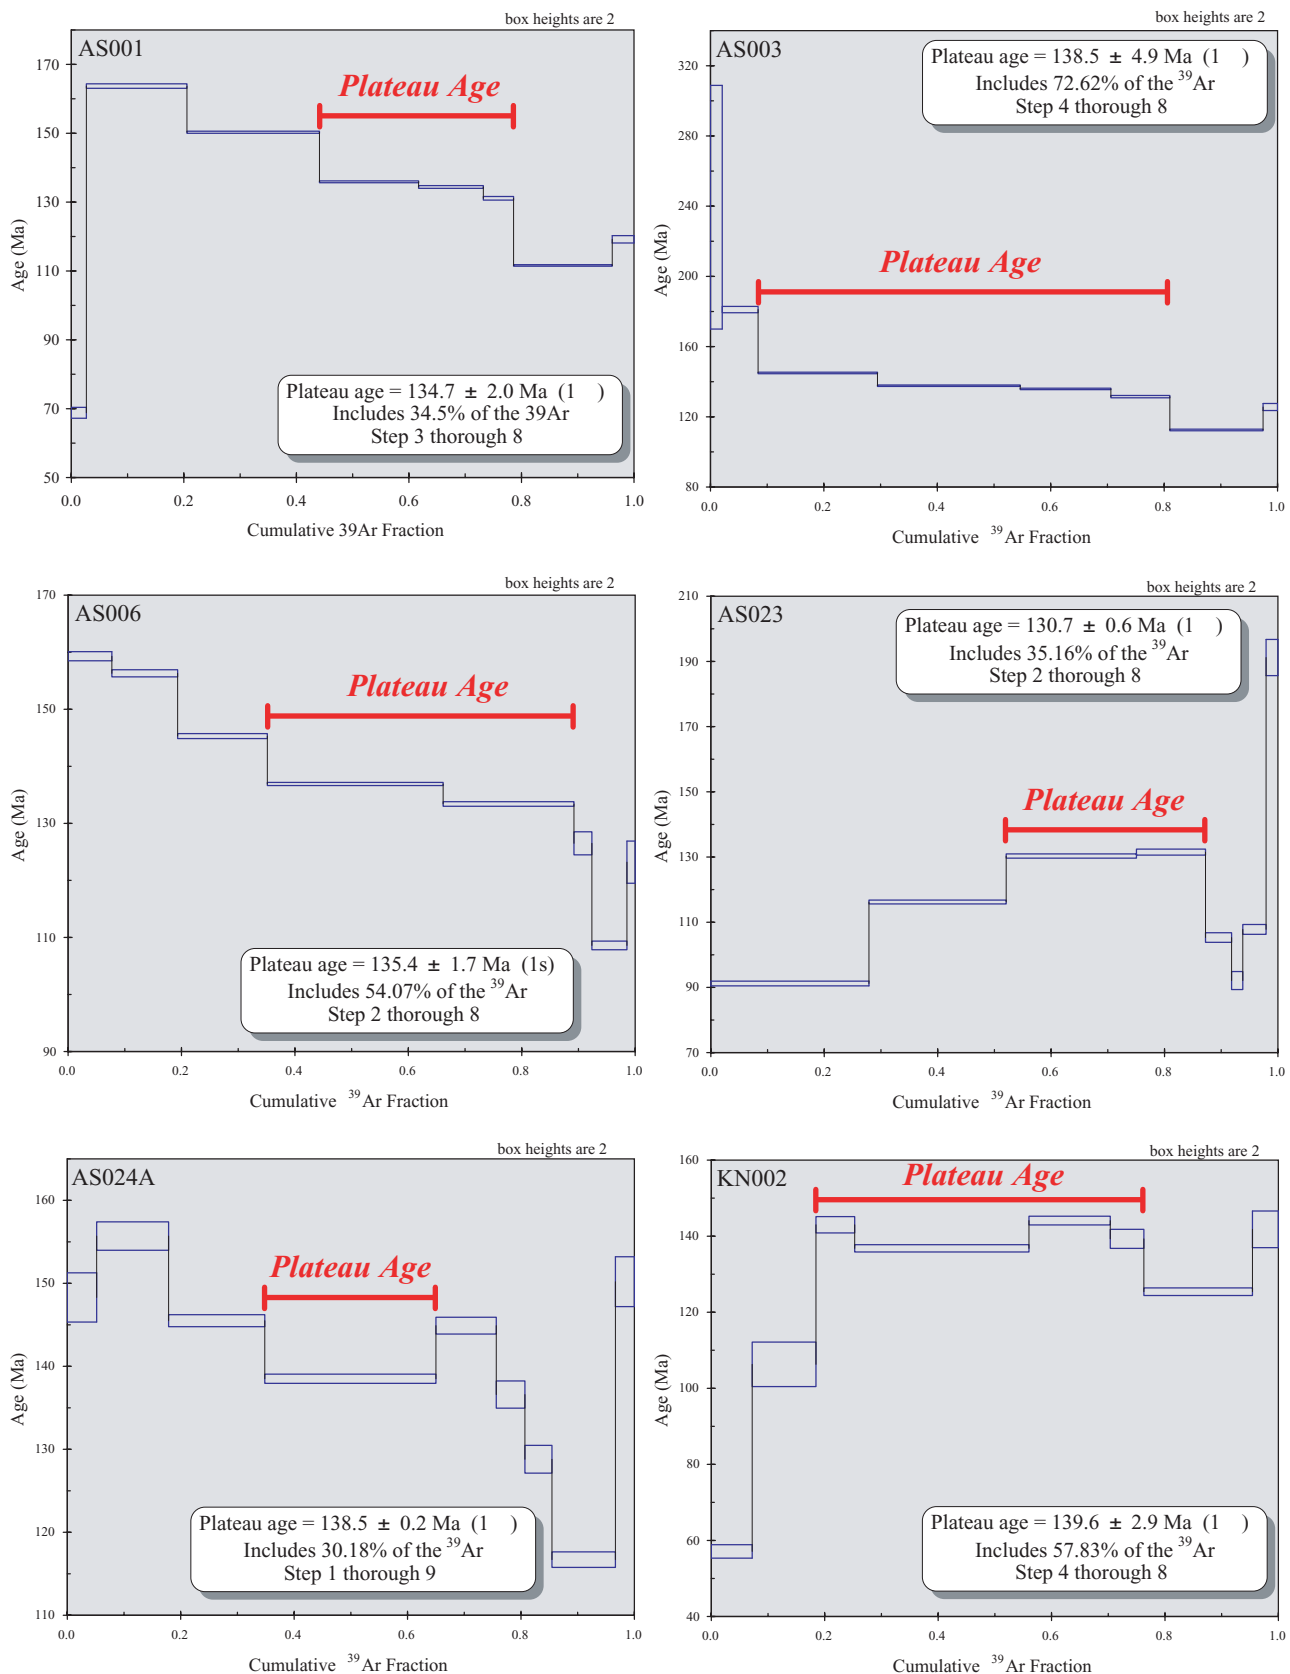 box heights are 2
AS001
Plateau Age
170
150
130
110
90
70
50
Age (Ma)
Plateau age = 134.7 ± 2.0 Ma (1 )
Includes 34.5% of the 39Ar
Step 3 thorough 8
0.0 0.2 0.4 0.6 0.8 1.0
Cumulative 39Ar Fraction
box heights are 2
AS003
Plateau age = 138.5 ± 4.9 Ma (1 )
Includes 72.62% of the ³⁹Ar
Step 4 thorough 8
Plateau Age
320
280
240
200
160
120
80
Age (Ma)
0.0 0.2 0.4 0.6 0.8 1.0
Cumulative ³⁹Ar Fraction
box heights are 2
AS006
Plateau Age
170
150
130
110
90
Age (Ma)
Plateau age = 135.4 ± 1.7 Ma (1s)
Includes 54.07% of the ³⁹Ar
Step 2 thorough 8
0.0 0.2 0.4 0.6 0.8 1.0
Cumulative ³⁹Ar Fraction
box heights are 2
AS023
Plateau age = 130.7 ± 0.6 Ma (1 )
Includes 35.16% of the ³⁹Ar
Step 2 thorough 8
Plateau Age
210
190
170
150
130
110
90
70
Age (Ma)
0.0 0.2 0.4 0.6 0.8 1.0
Cumulative ³⁹Ar Fraction
box heights are 2
AS024A
Plateau Age
160
150
140
130
120
110
Age (Ma)
Plateau age = 138.5 ± 0.2 Ma (1 )
Includes 30.18% of the ³⁹Ar
Step 1 thorough 9
0.0 0.2 0.4 0.6 0.8 1.0
Cumulative ³⁹Ar Fraction
box heights are 2
KN002
Plateau Age
160
140
120
100
80
60
40
Age (Ma)
Plateau age = 139.6 ± 2.9 Ma (1 )
Includes 57.83% of the ³⁹Ar
Step 4 thorough 8
0.0 0.2 0.4 0.6 0.8 1.0
Cumulative ³⁹Ar Fraction